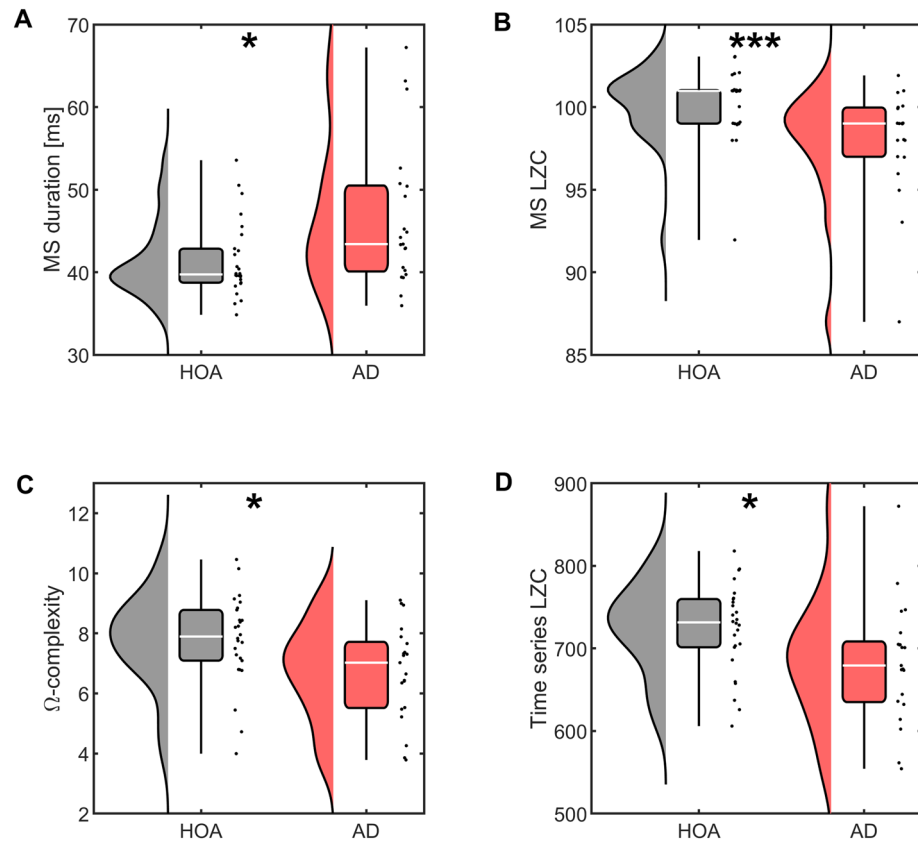 A
B
70
60
50
40
30
MS duration [ms]
*
HOA
AD
105
100
95
90
85
MS LZC
***
HOA
AD
C
D
12
10
8
6
4
2
Ω-complexity
*
HOA
AD
900
800
700
600
500
Time series LZC
*
HOA
AD